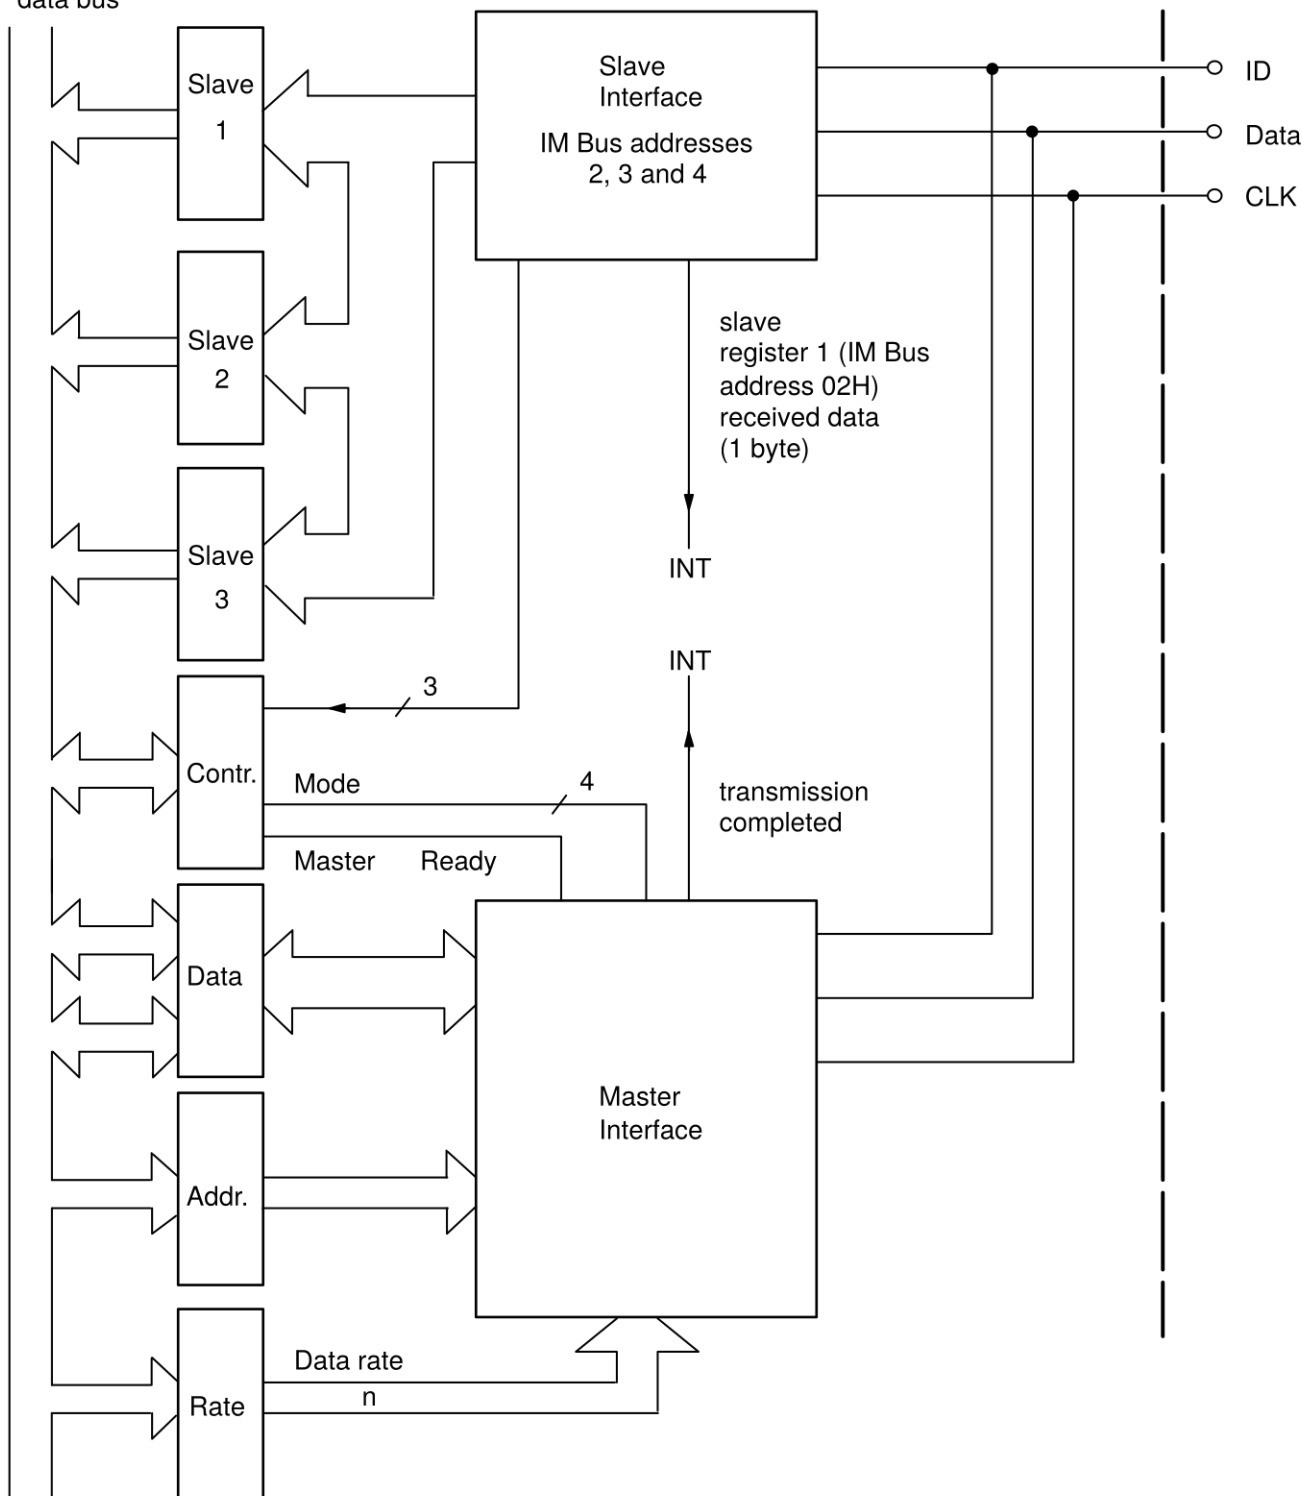 data bus
Slave
1
Slave
Interface
IM Bus addresses
2, 3 and 4
ID
Data
CLK
Slave
2
slave
register 1 (IM Bus
address 02H)
received data
(1 byte)
Slave
3
INT
INT
3
Contr.
Mode
4
transmission
completed
Master Ready
Data
Master
Interface
Addr.
Data rate
n
Rate